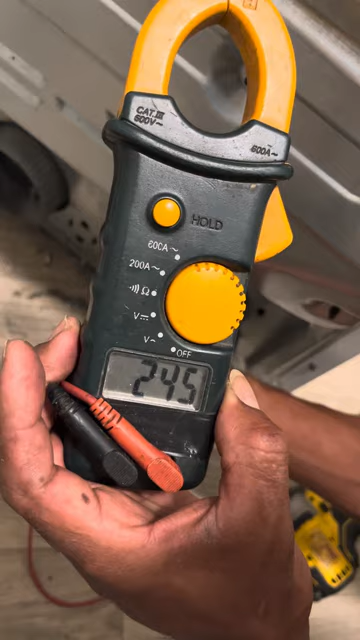 CAT.III
600V~
600A~
HOLD
600A~
200A~
Ω
V⎓
V~
OFF
245